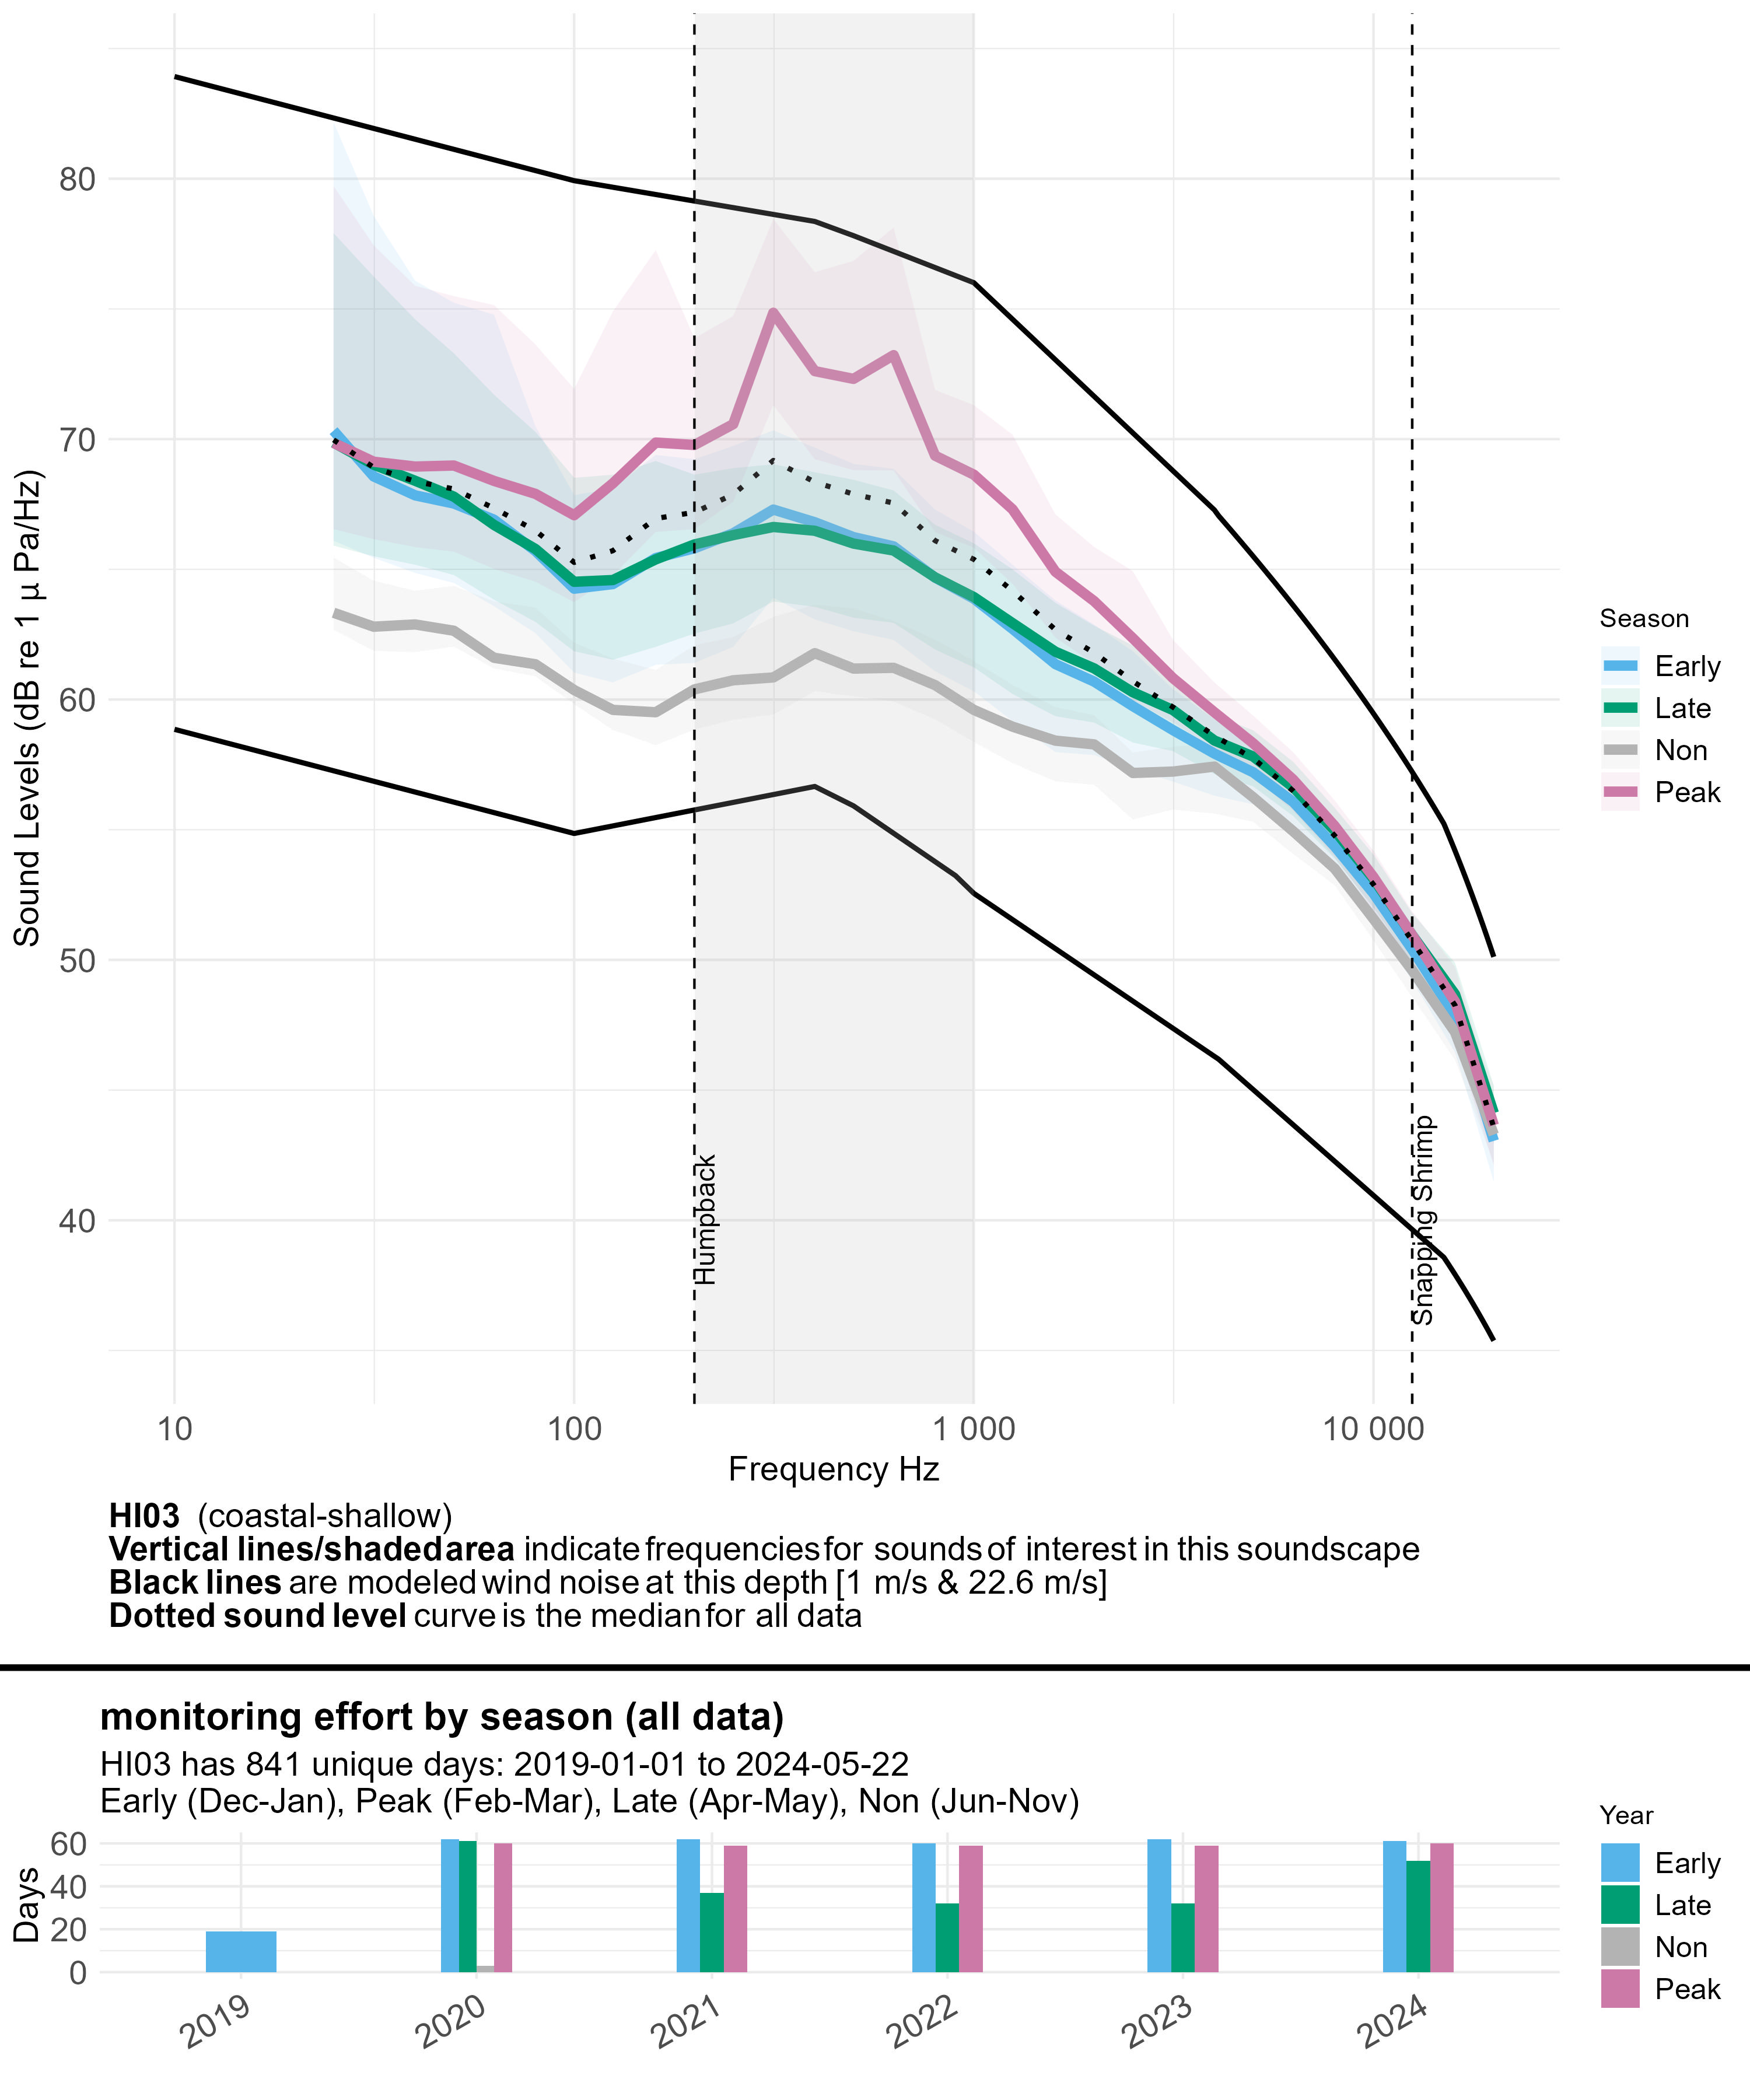 80
70
60
50
40
Sound Levels (dB re 1 µ Pa/Hz)
Humpback
Snapping Shrimp
10
100
1 000
10 000
Frequency Hz
Season
Early
Late
Non
Peak
HI03 (coastal-shallow)
Vertical lines/shaded area indicate frequencies for sounds of interest in this soundscape
Black lines are modeled wind noise at this depth [1 m/s & 22.6 m/s]
Dotted sound level curve is the median for all data
monitoring effort by season (all data)
HI03 has 841 unique days: 2019-01-01 to 2024-05-22
Early (Dec-Jan), Peak (Feb-Mar), Late (Apr-May), Non (Jun-Nov)
60
40
20
0
Days
2019
2020
2021
2022
2023
2024
Year
Early
Late
Non
Peak